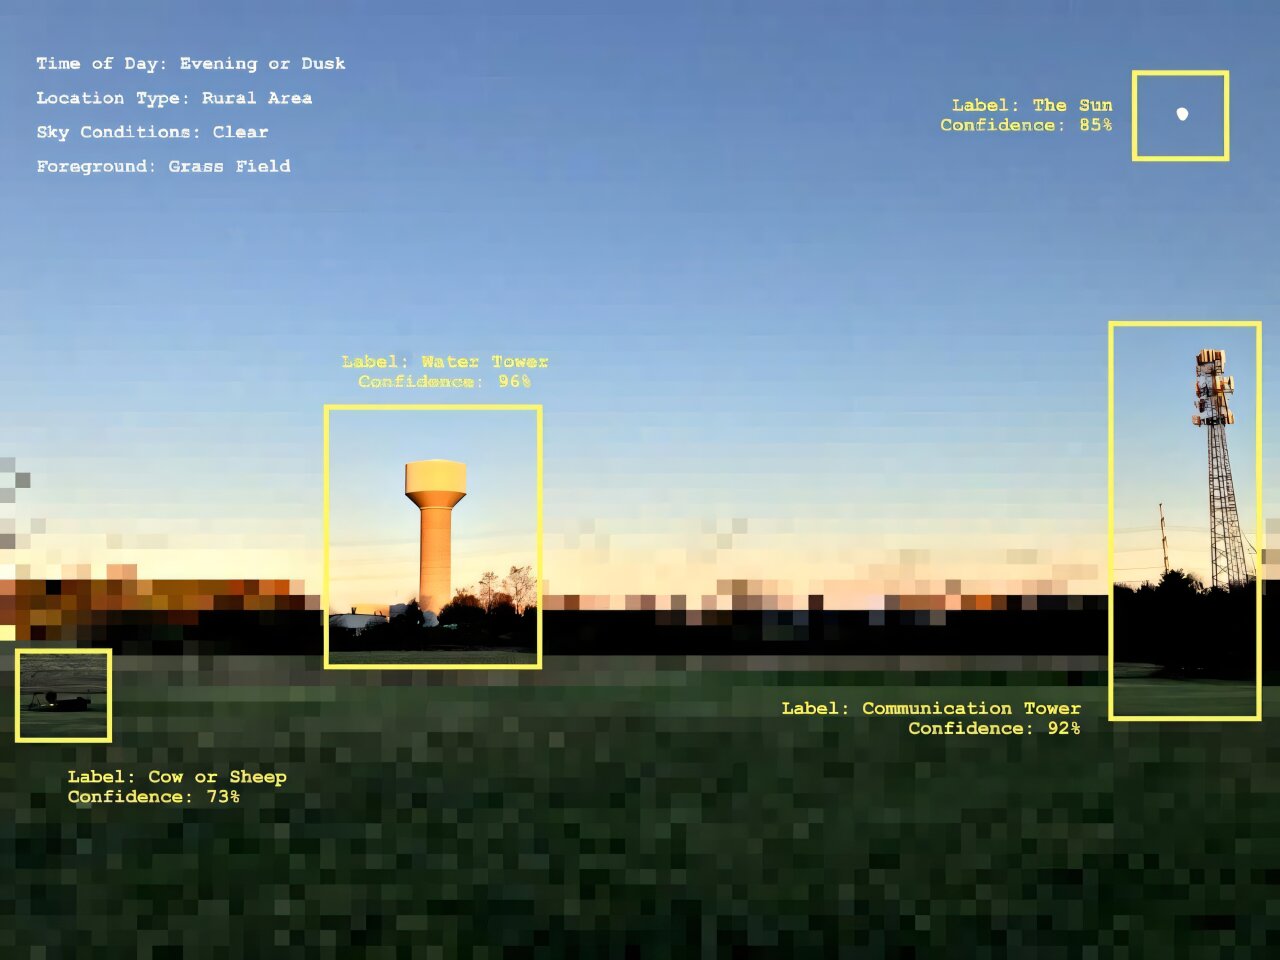 Time of Day: Evening or Dusk
Location Type: Rural Area
Sky Conditions: Clear
Foreground: Grass Field
Label: The Sun
Confidence: 85%
Label: Water Tower
Confidence: 96%
Label: Communication Tower
Confidence: 92%
Label: Cow or Sheep
Confidence: 73%